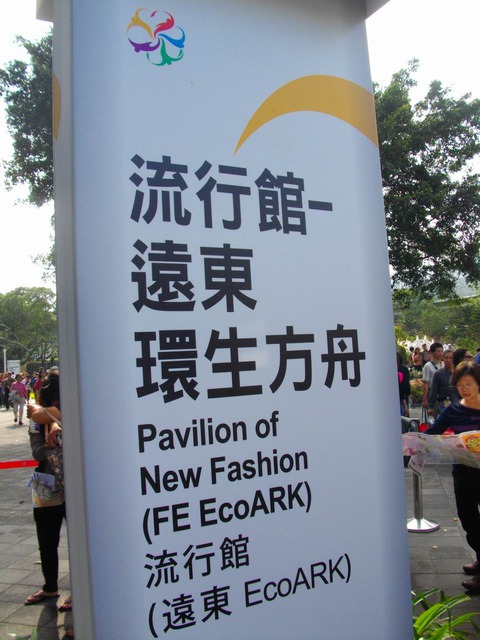 流行館-
遠東
環生方舟
Pavilion of
New Fashion
(FE EcoARK)
流行館
(遠東 EcoARK)